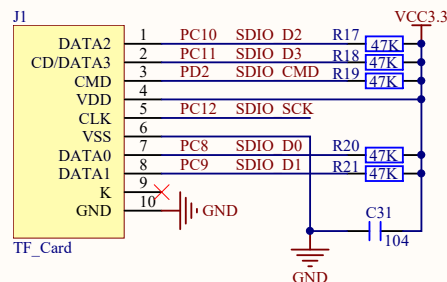 J1
VCC3.3
DATA2 1 PC10 SDIO_D2 R17 47K
CD/DATA3 2 PC11 SDIO_D3 R18 47K
CMD 3 PD2 SDIO_CMD R19 47K
VDD 4
CLK 5 PC12 SDIO_SCK
VSS 6
DATA0 7 PC8 SDIO_D0 R20 47K
DATA1 8 PC9 SDIO_D1 R21 47K
K 9
GND 10 GND
C31
104
TF_Card
GND